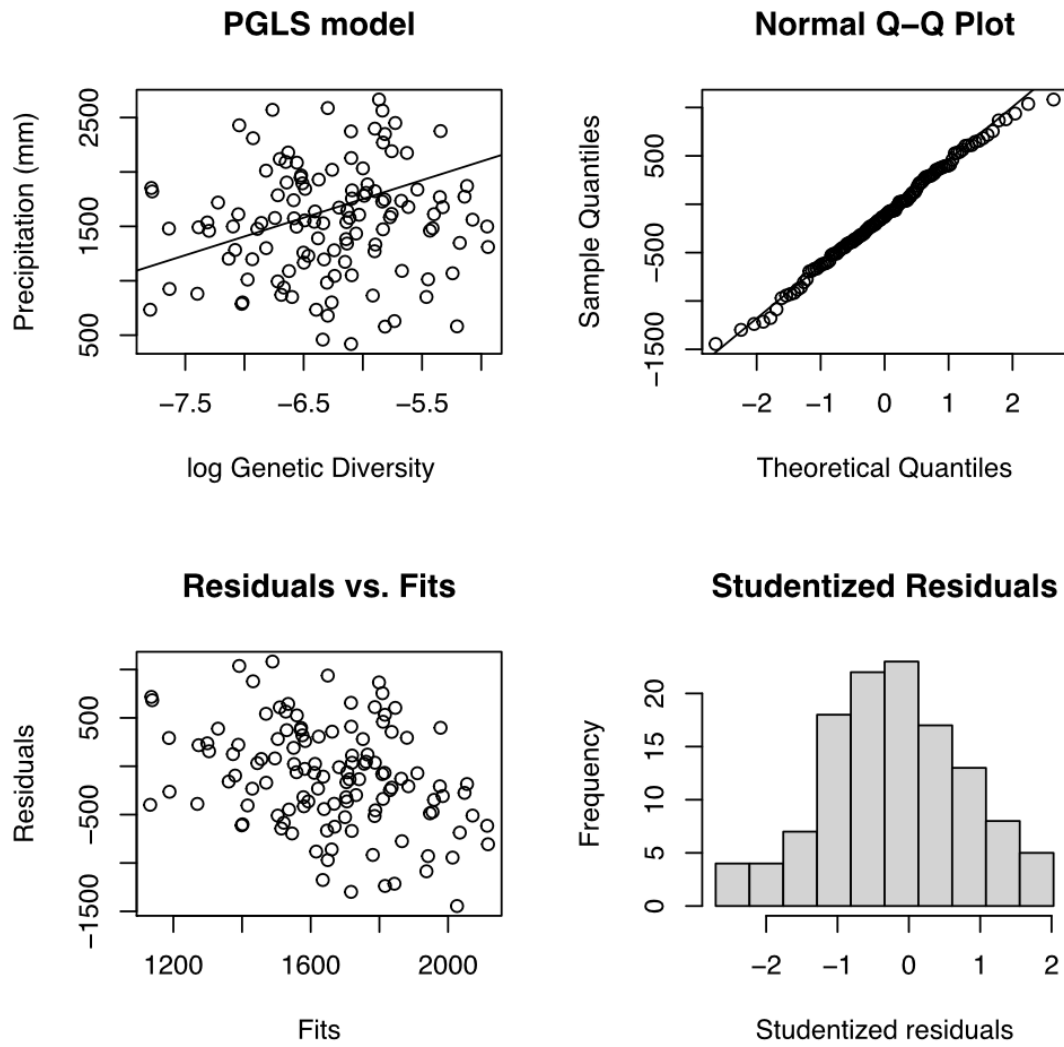 PGLS model
Precipitation (mm)
2500
1500
500
−7.5 −6.5 −5.5
log Genetic Diversity
Normal Q−Q Plot
Sample Quantiles
500
−500
−1500
−2 −1 0 1 2
Theoretical Quantiles
Residuals vs. Fits
Residuals
500
−500
−1500
1200 1600 2000
Fits
Studentized Residuals
Frequency
20
15
10
5
0
−2 −1 0 1 2
Studentized residuals